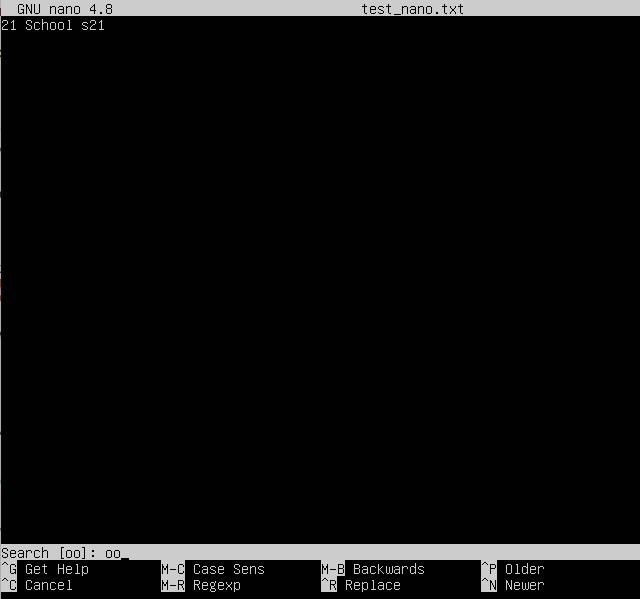 GNU nano 4.8 test_nano.txt
21 School s21
Search [oo]: oo_
^G Get Help M-C Case Sens M-B Backwards ^P Older
^C Cancel M-R Regexp ^R Replace ^N Newer